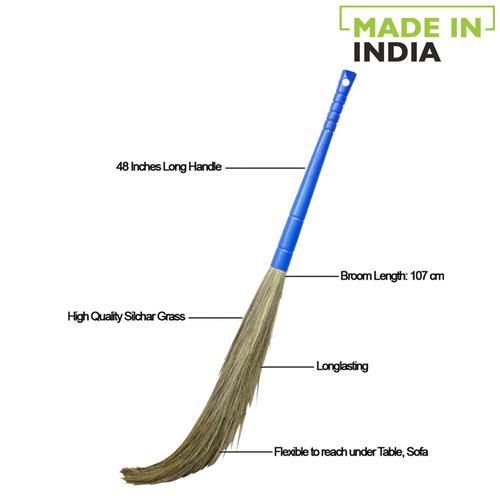 MADE IN
INDIA
48 Inches Long Handle
Broom Length: 107 cm
High Quality Silchar Grass
Longlasting
Flexible to reach under Table, Sofa